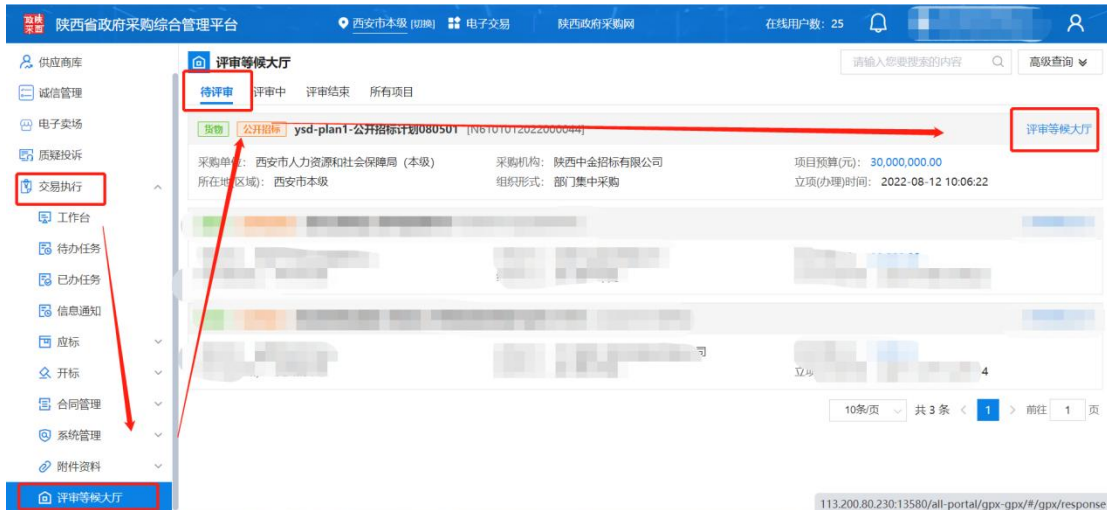 政陕采西 陕西省政府采购综合管理平台 西安市本级 [切换] 电子交易 陕西政府采购网 在线用户数：25
供应商库
诚信管理
电子卖场
质疑投诉
交易执行
工作台
待办任务
已办任务
信息通知
应标
开标
合同管理
系统管理
附件资料
评审等候大厅
评审等候大厅 请输入您要搜索的内容 高级查询
待评审 评审中 评审结束 所有项目
货物 公开招标 ysd-plan1-公开招标计划080501 [N6101012022000044] 评审等候大厅
采购单位： 西安市人力资源和社会保障局（本级） 采购机构： 陕西中金招标有限公司 项目预算(元)： 30,000,000.00
所在地(区域)： 西安市本级 组织形式： 部门集中采购 立项(办理)时间： 2022-08-12 10:06:22
司
立项 4
10条/页 共 3 条 1 前往 1 页
113.200.80.230:13580/all-portal/gpx-gpx/#/gpx/response